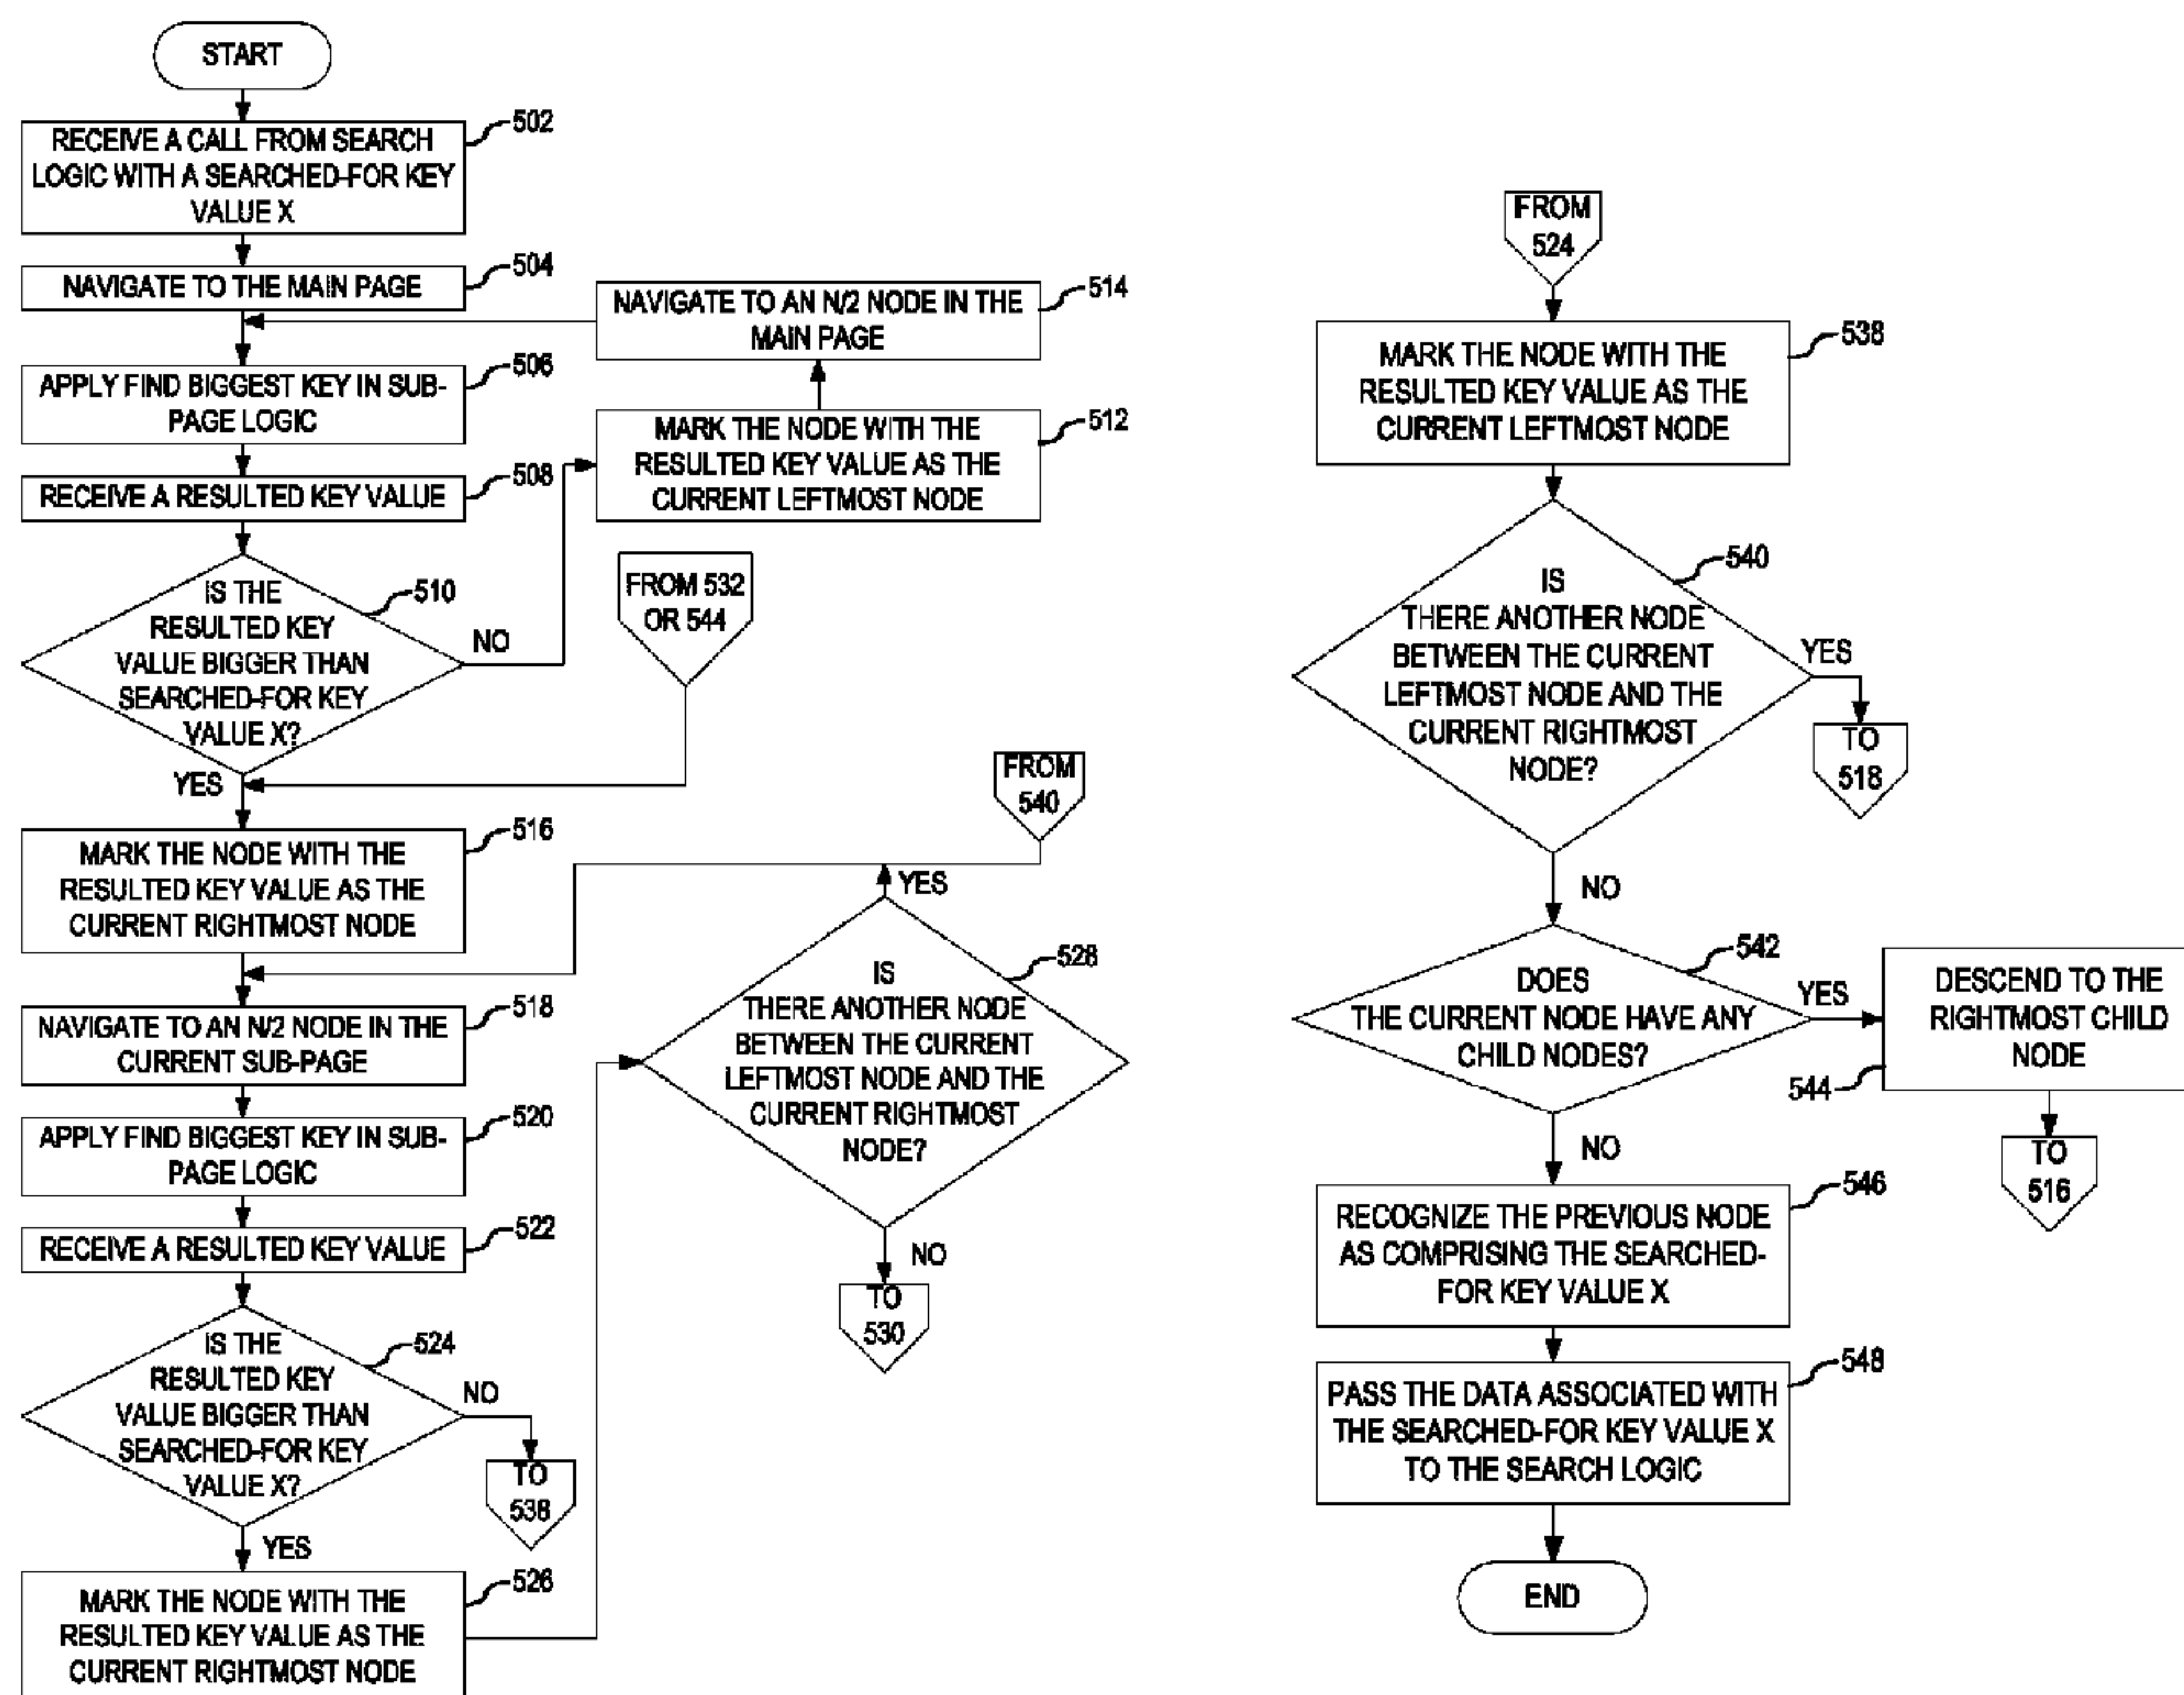 START
502
RECEIVE A CALL FROM SEARCH
LOGIC WITH A SEARCHED-FOR KEY
VALUE X
504
NAVIGATE TO THE MAIN PAGE
514
NAVIGATE TO AN N/2 NODE IN THE
MAIN PAGE
506
APPLY FIND BIGGEST KEY IN SUB-
PAGE LOGIC
512
MARK THE NODE WITH THE
RESULTED KEY VALUE AS THE
CURRENT LEFTMOST NODE
508
RECEIVE A RESULTED KEY VALUE
510
IS THE
RESULTED KEY
VALUE BIGGER THAN
SEARCHED-FOR KEY
VALUE X?
NO
FROM 532
OR 544
YES
516
MARK THE NODE WITH THE
RESULTED KEY VALUE AS THE
CURRENT RIGHTMOST NODE
FROM
540
YES
528
IS
THERE ANOTHER NODE
BETWEEN THE CURRENT
LEFTMOST NODE AND THE
CURRENT RIGHTMOST
NODE?
NO
TO
530
518
NAVIGATE TO AN N/2 NODE IN THE
CURRENT SUB-PAGE
520
APPLY FIND BIGGEST KEY IN SUB-
PAGE LOGIC
522
RECEIVE A RESULTED KEY VALUE
524
IS THE
RESULTED KEY
VALUE BIGGER THAN
SEARCHED-FOR KEY
VALUE X?
NO
TO
538
YES
526
MARK THE NODE WITH THE
RESULTED KEY VALUE AS THE
CURRENT RIGHTMOST NODE
FROM
524
538
MARK THE NODE WITH THE
RESULTED KEY VALUE AS THE
CURRENT LEFTMOST NODE
540
IS
THERE ANOTHER NODE
BETWEEN THE CURRENT
LEFTMOST NODE AND THE
CURRENT RIGHTMOST
NODE?
YES
TO
518
NO
542
DOES
THE CURRENT NODE HAVE ANY
CHILD NODES?
YES
544
DESCEND TO THE
RIGHTMOST CHILD
NODE
TO
516
NO
546
RECOGNIZE THE PREVIOUS NODE
AS COMPRISING THE SEARCHED-
FOR KEY VALUE X
548
PASS THE DATA ASSOCIATED WITH
THE SEARCHED-FOR KEY VALUE X
TO THE SEARCH LOGIC
END